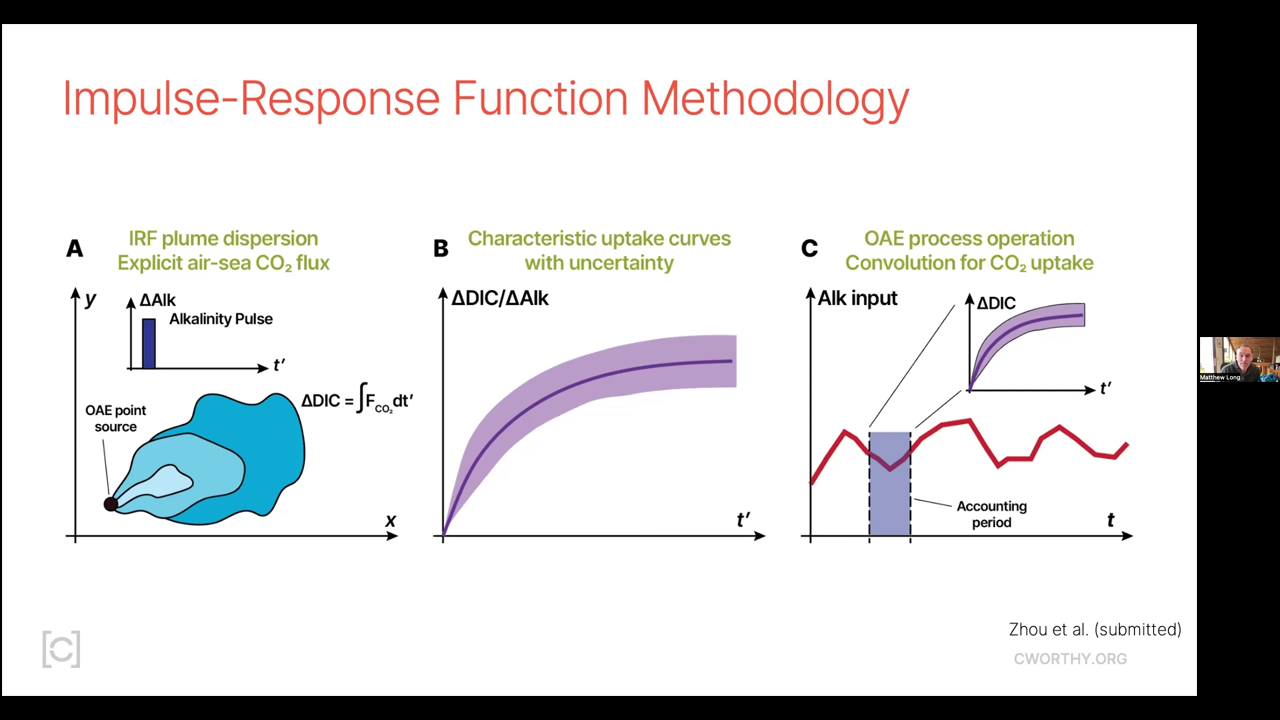 Impulse-Response Function Methodology
A
IRF plume dispersion
Explicit air-sea CO₂ flux
y
ΔAlk
Alkalinity Pulse
t′
OAE point
source
ΔDIC = ∫F_CO₂ dt′
x
B
Characteristic uptake curves
with uncertainty
ΔDIC/ΔAlk
t′
C
OAE process operation
Convolution for CO₂ uptake
Alk input
ΔDIC
t′
Accounting
period
t
Matthew Long
Zhou et al. (submitted)
[C]
CWORTHY.ORG